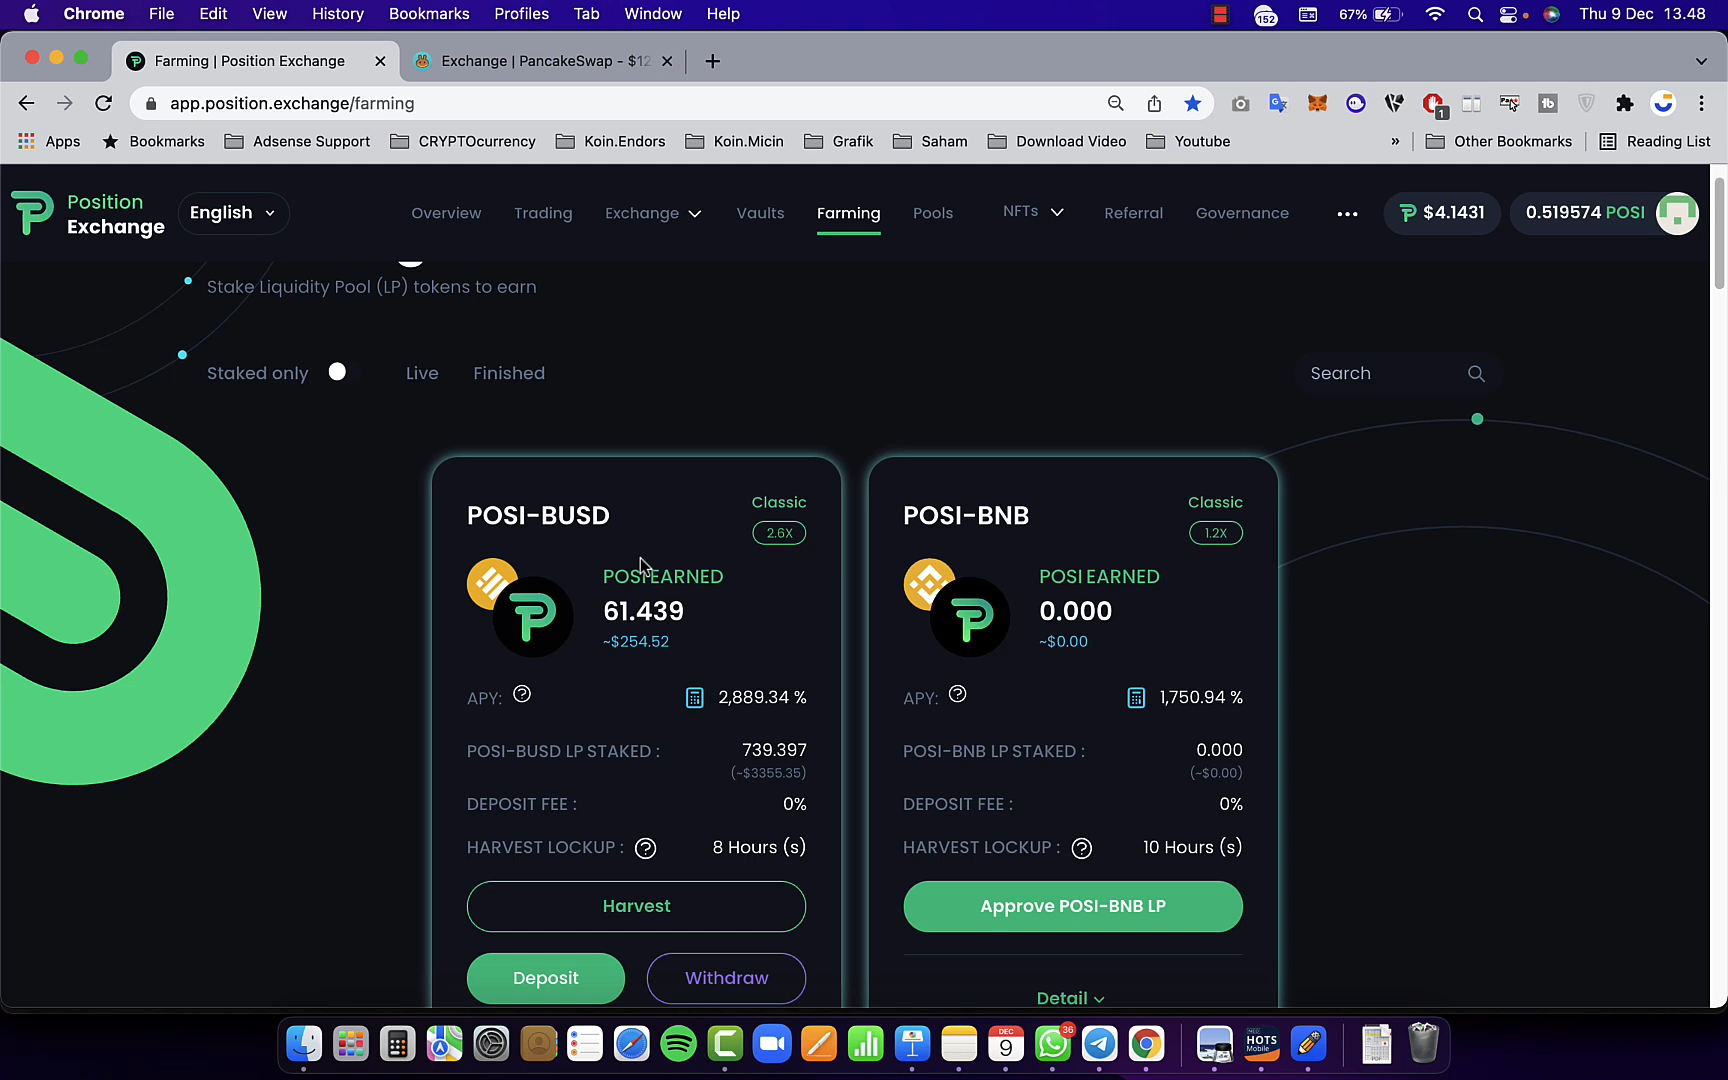 Chrome File Edit View History Bookmarks Profiles Tab Window Help 152 67% Thu 9 Dec 13.48
Farming | Position Exchange Exchange | PancakeSwap - $12
app.position.exchange/farming 1
Apps Bookmarks Adsense Support CRYPTOcurrency Koin.Endors Koin.Micin Grafik Saham Download Video Youtube » Other Bookmarks Reading List
Position
Exchange
English Overview Trading Exchange Vaults Farming Pools NFTs Referral Governance $4.1431 0.519574 POSI
Stake Liquidity Pool (LP) tokens to earn
Staked only Live Finished Search
POSI-BUSD
Classic
2.6X
POSI EARNED
61.439
~$254.52
APY: 2,889.34 %
POSI-BUSD LP STAKED : 739.397
(~$3355.35)
DEPOSIT FEE : 0%
HARVEST LOCKUP : 8 Hours (s)
Harvest
Deposit Withdraw
POSI-BNB
Classic
1.2X
POSI EARNED
0.000
~$0.00
APY: 1,750.94 %
POSI-BNB LP STAKED : 0.000
(~$0.00)
DEPOSIT FEE : 0%
HARVEST LOCKUP : 10 Hours (s)
Approve POSI-BNB LP
Detail
DEC
9
36
HOTS
Mobile